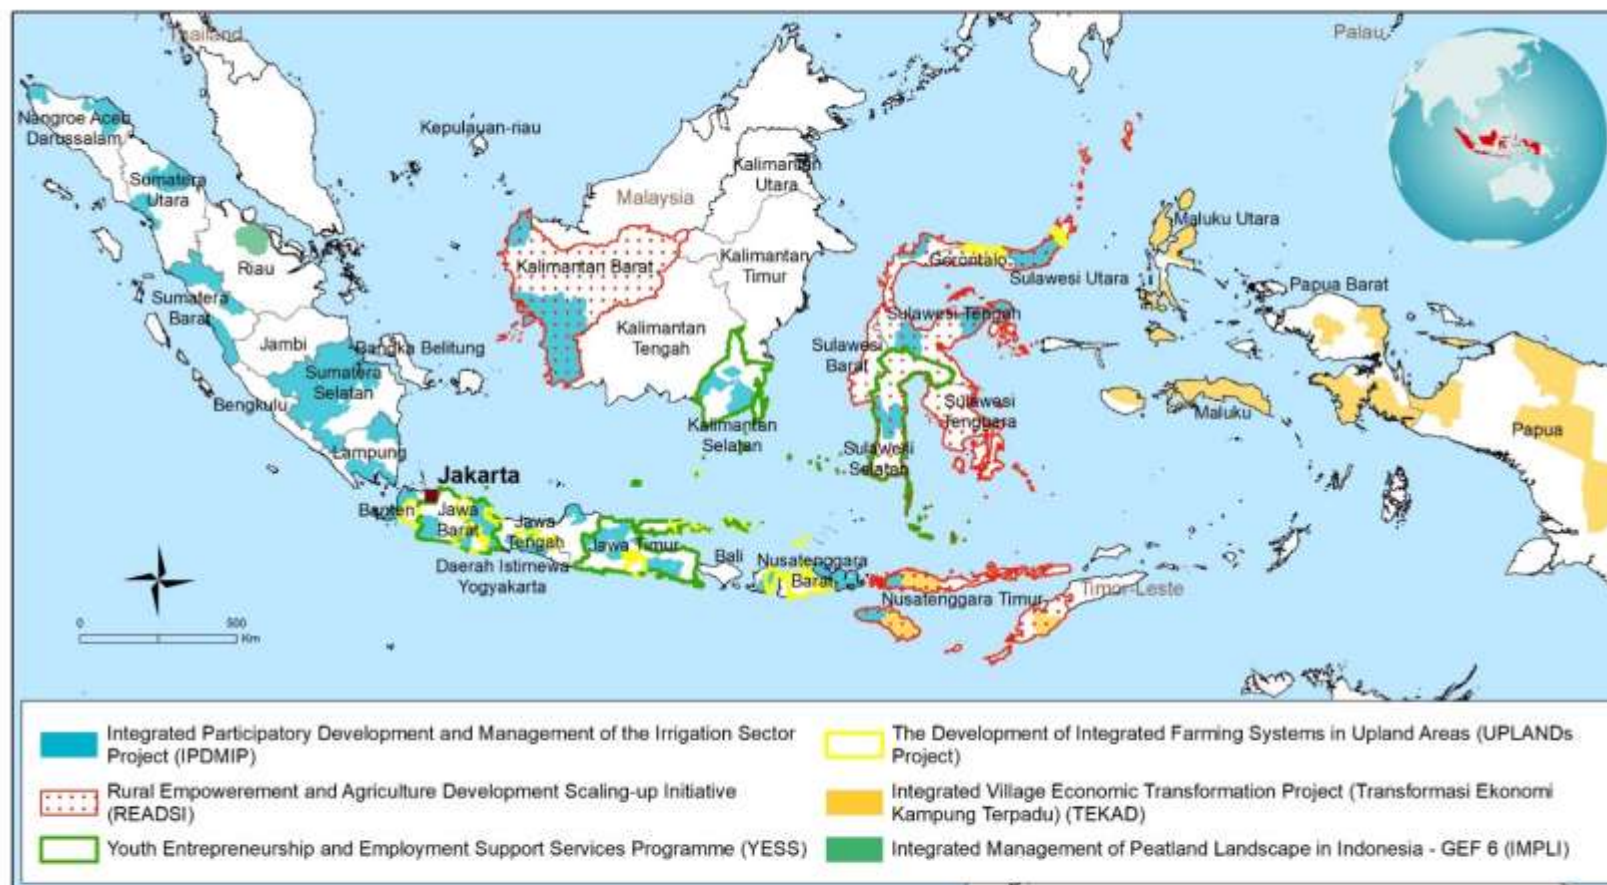 Thailand
Palau
Nangroe Aceh
Darussalam
Kepulauan-riau
Sumatera
Utara
Kalimantan
Utara
Malaysia
Maluku Utara
Riau
Kalimantan Barat
Kalimantan
Timur
Gorontalo
Sulawesi Utara
Papua Barat
Sumatera
Barat
Jambi
Bangka Belitung
Kalimantan
Tengah
Sulawesi Tengah
Sulawesi
Barat
Sumatera
Selatan
Bengkulu
Sulawesi
Tenggara
Maluku
Papua
Kalimantan
Selatan
Sulawesi
Selatan
Lampung
Jakarta
Banten
Jawa
Barat
Jawa
Tengah
Jawa Timur
Bali
Nusatenggara
Barat
Daerah Istimewa
Yogyakarta
Nusatenggara Timur
Timor-Leste
0 500
Km
Integrated Participatory Development and Management of the Irrigation Sector
Project (IPDMIP)
Rural Empowerement and Agriculture Development Scaling-up Initiative
(READSI)
Youth Entrepreneurship and Employment Support Services Programme (YESS)
The Development of Integrated Farming Systems in Upland Areas (UPLANDs
Project)
Integrated Village Economic Transformation Project (Transformasi Ekonomi
Kampung Terpadu) (TEKAD)
Integrated Management of Peatland Landscape in Indonesia - GEF 6 (IMPLI)